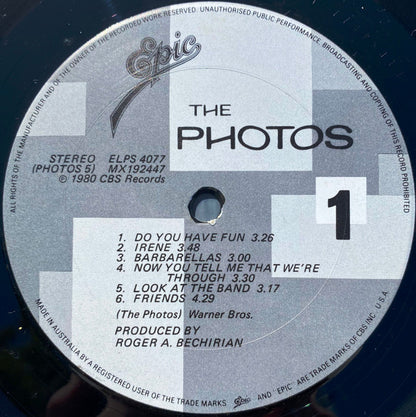 ALL RIGHTS OF THE MANUFACTURER AND OF THE OWNER OF THE RECORDED WORK RESERVED. UNAUTHORISED PUBLIC PERFORMANCE, BROADCASTING AND COPYING OF THIS RECORD PROHIBITED
Epic
THE
PHOTOS
STEREO ELPS 4077
(PHOTOS 5) MX192447
℗ 1980 CBS Records
1
1. DO YOU HAVE FUN 3.26
2. IRENE 3.48
3. BARBARELLAS 3.00
4. NOW YOU TELL ME THAT WE'RE
THROUGH 3.30
5. LOOK AT THE BAND 3.17
6. FRIENDS 4.29
(The Photos) Warner Bros.
PRODUCED BY
ROGER A. BECHIRIAN
MADE IN AUSTRALIA BY A REGISTERED USER OF THE TRADE MARKS Epic AND 'EPIC' ARE TRADE MARKS OF CBS INC U.S.A.